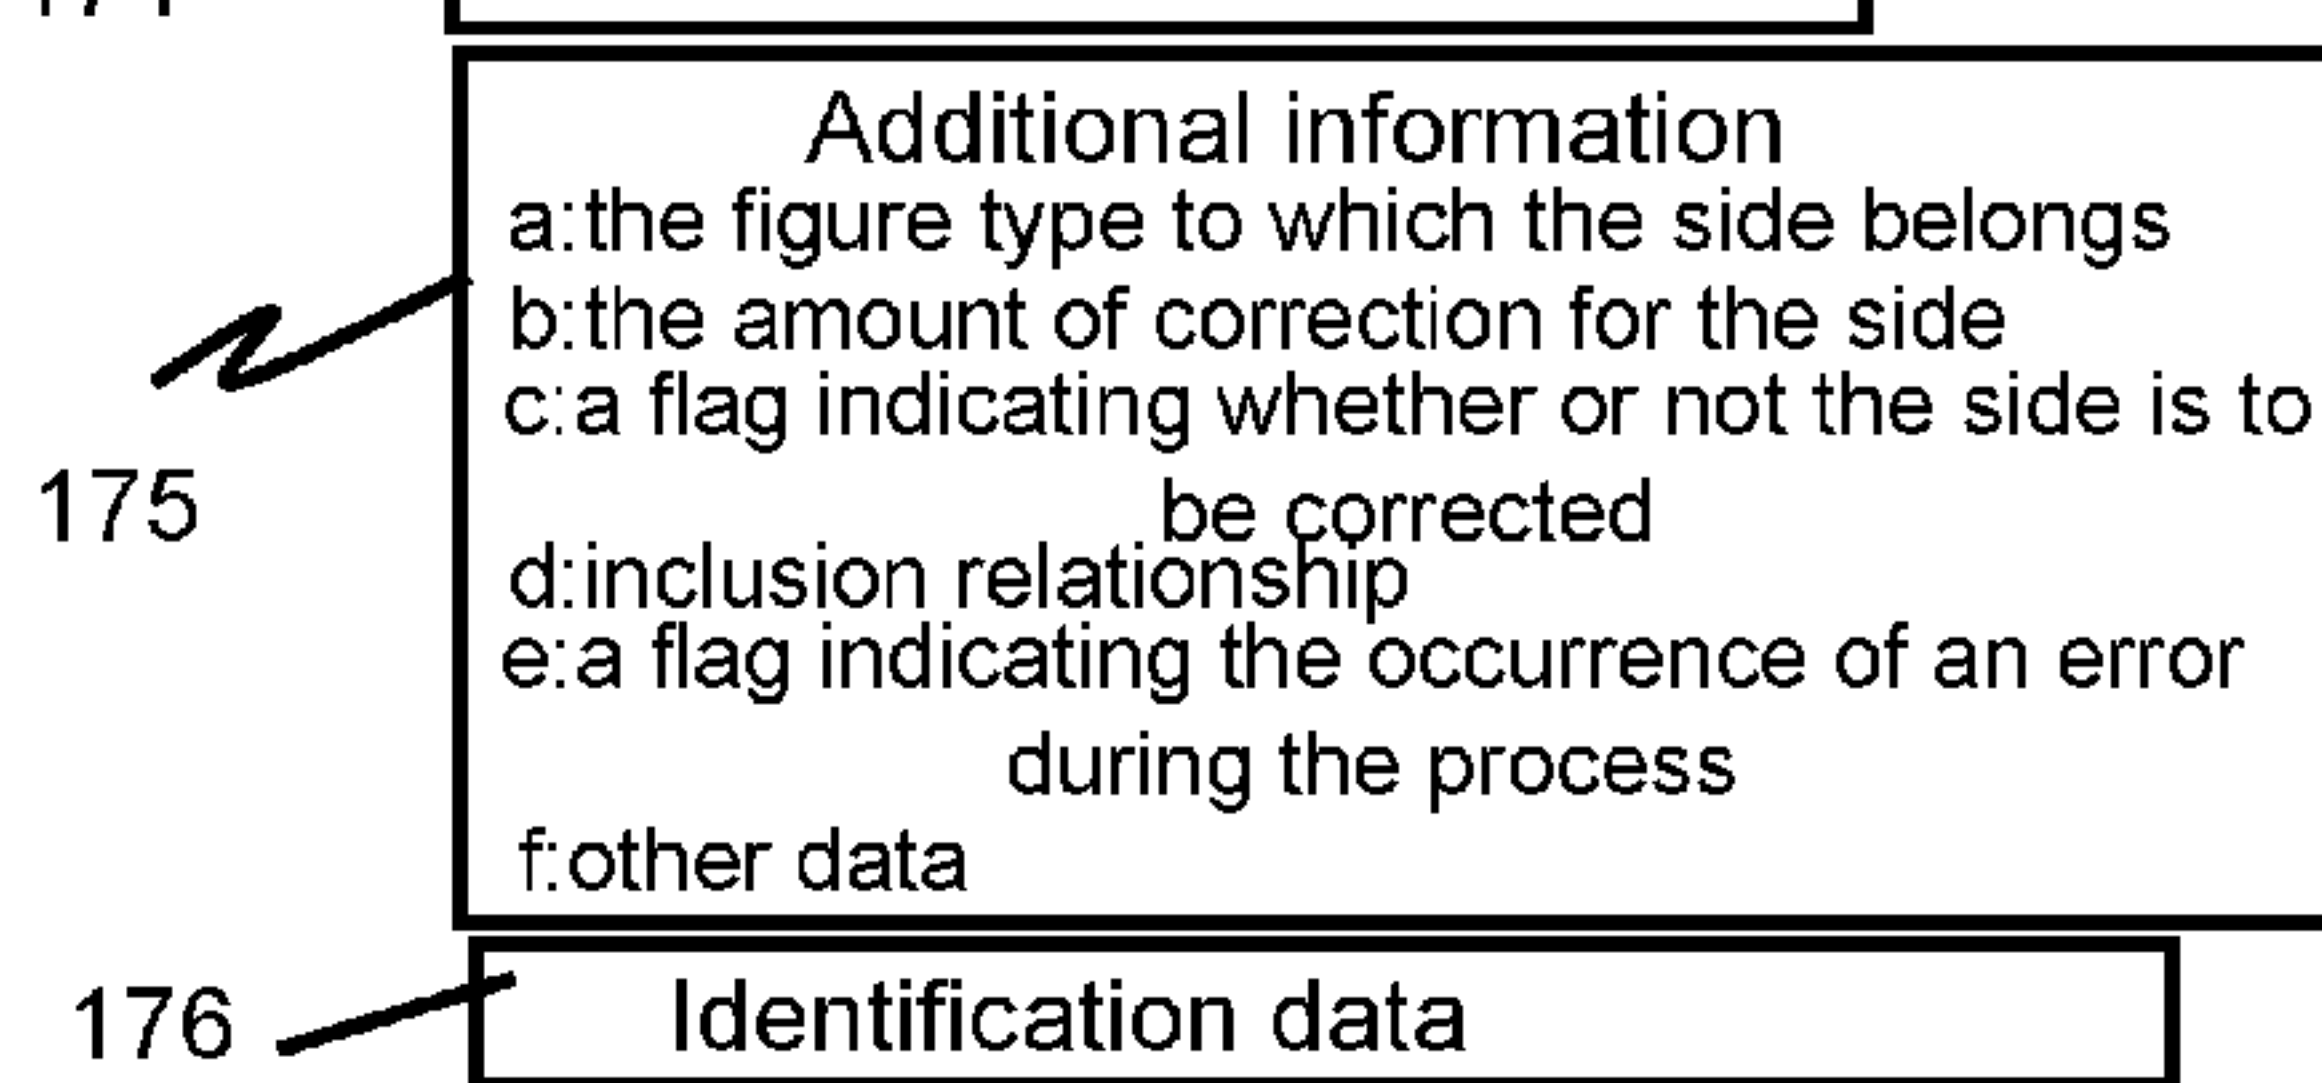 Additional information
a:the figure type to which the side belongs
b:the amount of correction for the side
c:a flag indicating whether or not the side is to
be corrected
175
d:inclusion relationship
e:a flag indicating the occurrence of an error
during the process
f:other data
176
Identification data